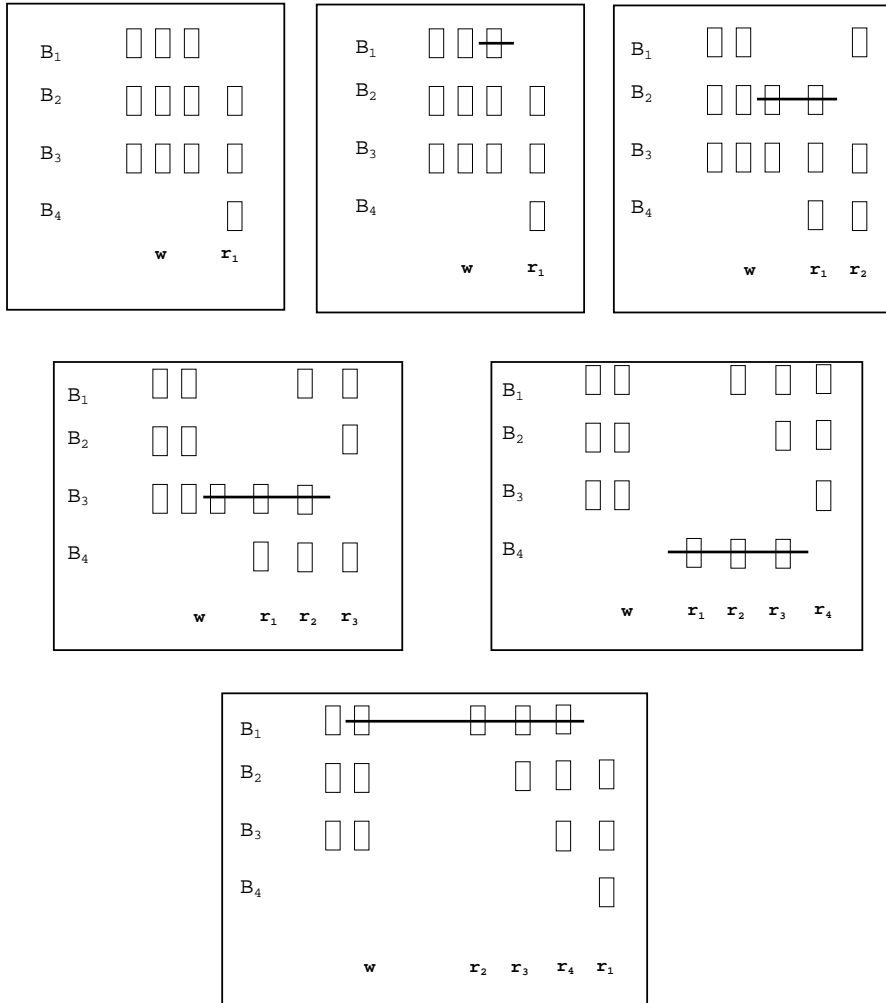 B₁
B₂
B₃
B₄
w r₁
B₁
B₂
B₃
B₄
w r₁
B₁
B₂
B₃
B₄
w r₁ r₂
B₁
B₂
B₃
B₄
w r₁ r₂ r₃
B₁
B₂
B₃
B₄
w r₁ r₂ r₃ r₄
B₁
B₂
B₃
B₄
w r₂ r₃ r₄ r₁